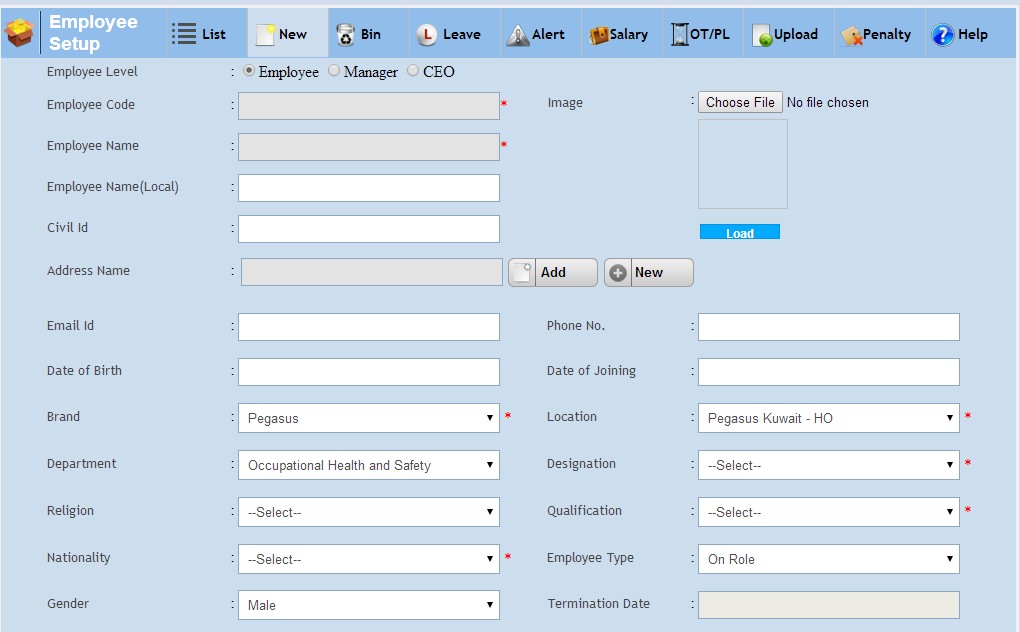 Employee Setup List New Bin Leave Alert Salary OT/PL Upload Penalty Help
Employee Level : Employee Manager CEO
Employee Code : * Image : Choose File No file chosen
Employee Name : *
Employee Name(Local) :
Civil Id : Load
Address Name : Add New
Email Id : Phone No. :
Date of Birth : Date of Joining :
Brand : Pegasus * Location : Pegasus Kuwait - HO *
Department : Occupational Health and Safety Designation : --Select-- *
Religion : --Select-- Qualification : --Select-- *
Nationality : --Select-- * Employee Type : On Role
Gender : Male Termination Date :